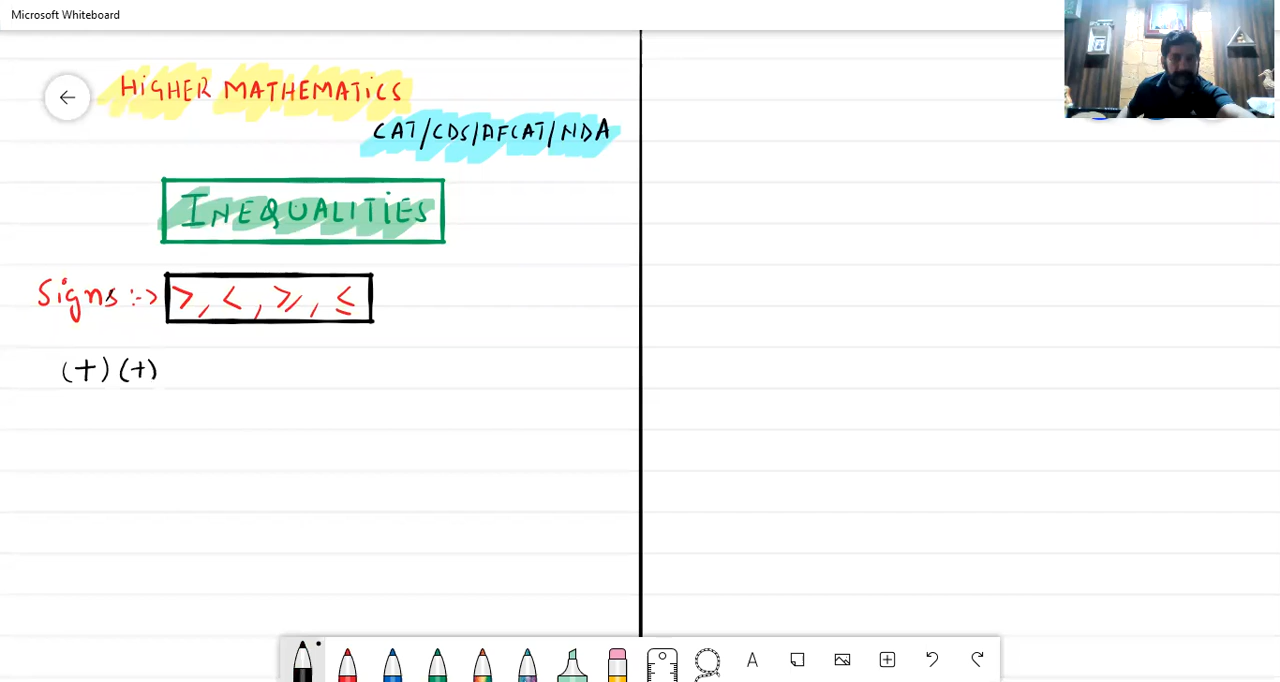 Microsoft Whiteboard
HiGHER MATHEMATiCS
CAT/CDS/AFCAT/NDA
INEQUALITiES
Signs :-> >, <, ≥, ≤
(+) (+)
A